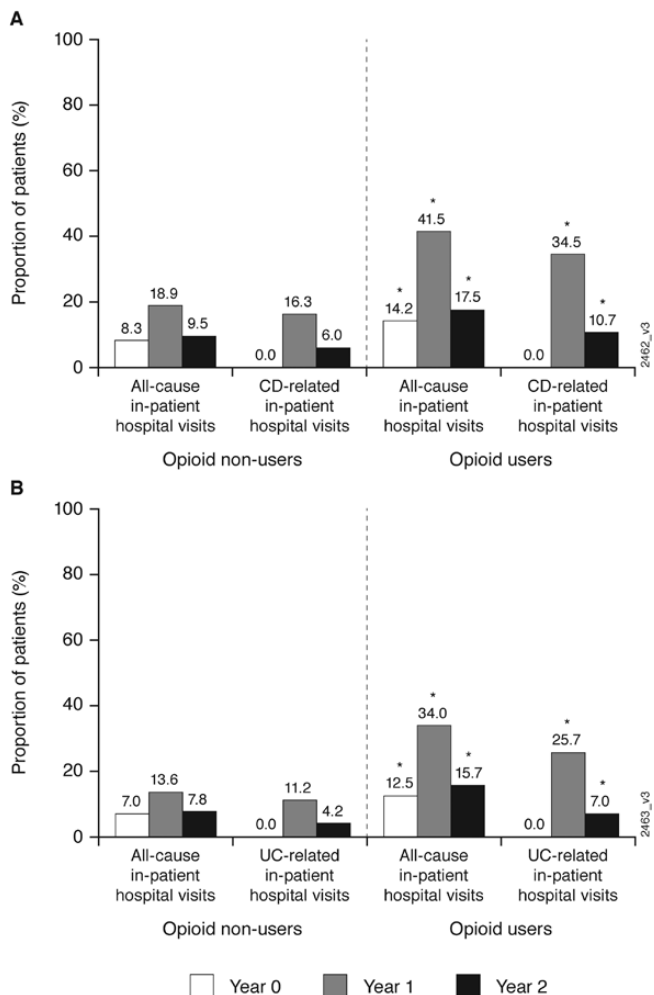 A
Proportion of patients (%)
100
80
60
40
20
0
8.3
18.9
9.5
0.0
16.3
6.0
*
14.2
*
41.5
*
17.5
0.0
*
34.5
*
10.7
All-cause
in-patient
hospital visits
CD-related
in-patient
hospital visits
All-cause
in-patient
hospital visits
CD-related
in-patient
hospital visits
Opioid non-users
Opioid users
2462_v3
B
Proportion of patients (%)
100
80
60
40
20
0
7.0
13.6
7.8
0.0
11.2
4.2
*
12.5
*
34.0
*
15.7
0.0
*
25.7
*
7.0
All-cause
in-patient
hospital visits
UC-related
in-patient
hospital visits
All-cause
in-patient
hospital visits
UC-related
in-patient
hospital visits
Opioid non-users
Opioid users
2463_v3
Year 0
Year 1
Year 2